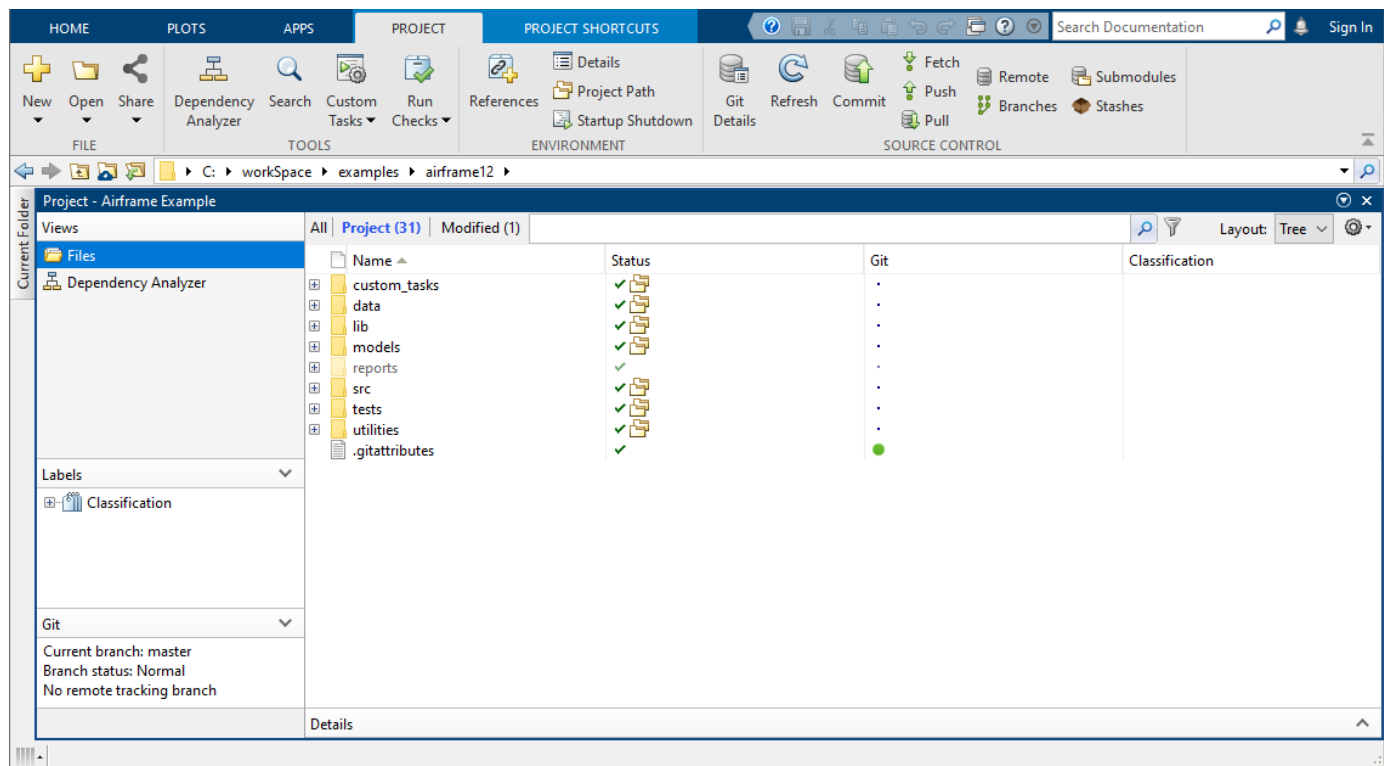 HOME PLOTS APPS PROJECT PROJECT SHORTCUTS Search Documentation Sign In
New Open Share Dependency Analyzer Search Custom Tasks Run Checks References Details Project Path Startup Shutdown Git Details Refresh Commit Fetch Push Pull Remote Branches Submodules Stashes
FILE TOOLS ENVIRONMENT SOURCE CONTROL
C: workSpace examples airframe12
Current Folder
Project - Airframe Example
Views
Files
Dependency Analyzer
All Project (31) Modified (1) Layout: Tree
Name Status Git Classification
custom_tasks
data
lib
models
reports
src
tests
utilities
.gitattributes
Labels
Classification
Git
Current branch: master
Branch status: Normal
No remote tracking branch
Details